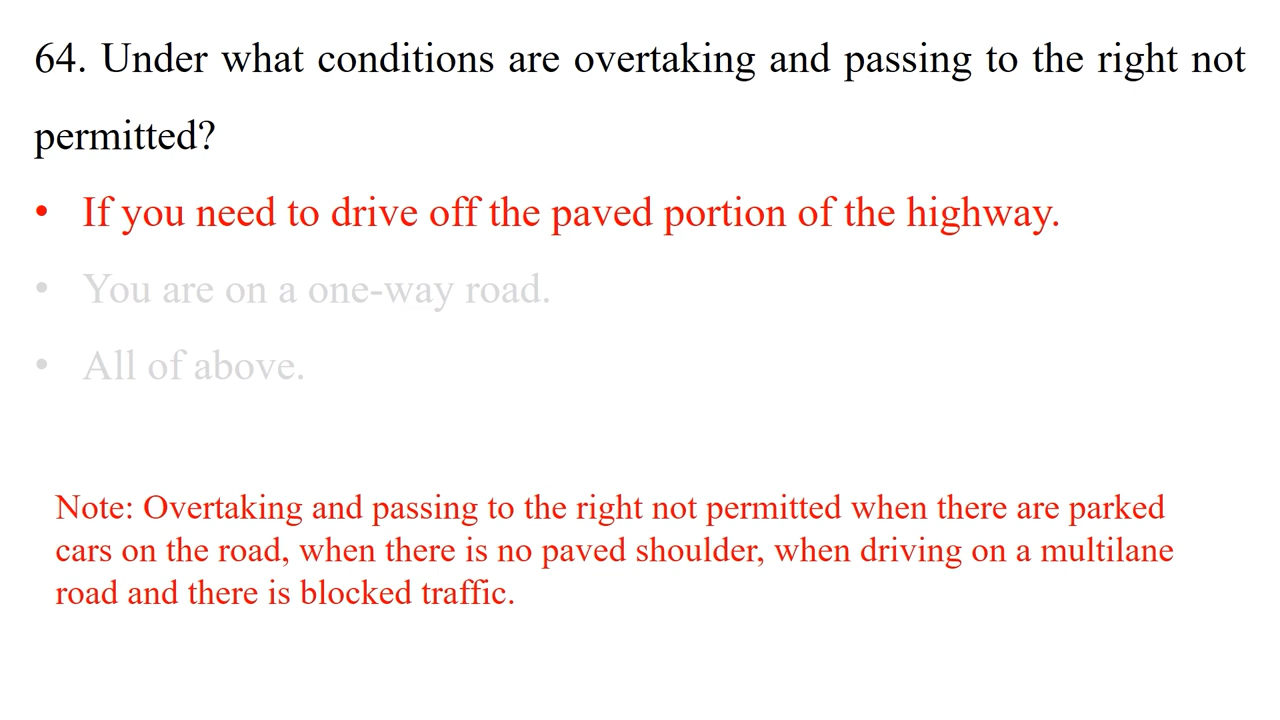 64. Under what conditions are overtaking and passing to the right not
permitted?
• If you need to drive off the paved portion of the highway.
• You are on a one-way road.
• All of above.
Note: Overtaking and passing to the right not permitted when there are parked
cars on the road, when there is no paved shoulder, when driving on a multilane
road and there is blocked traffic.